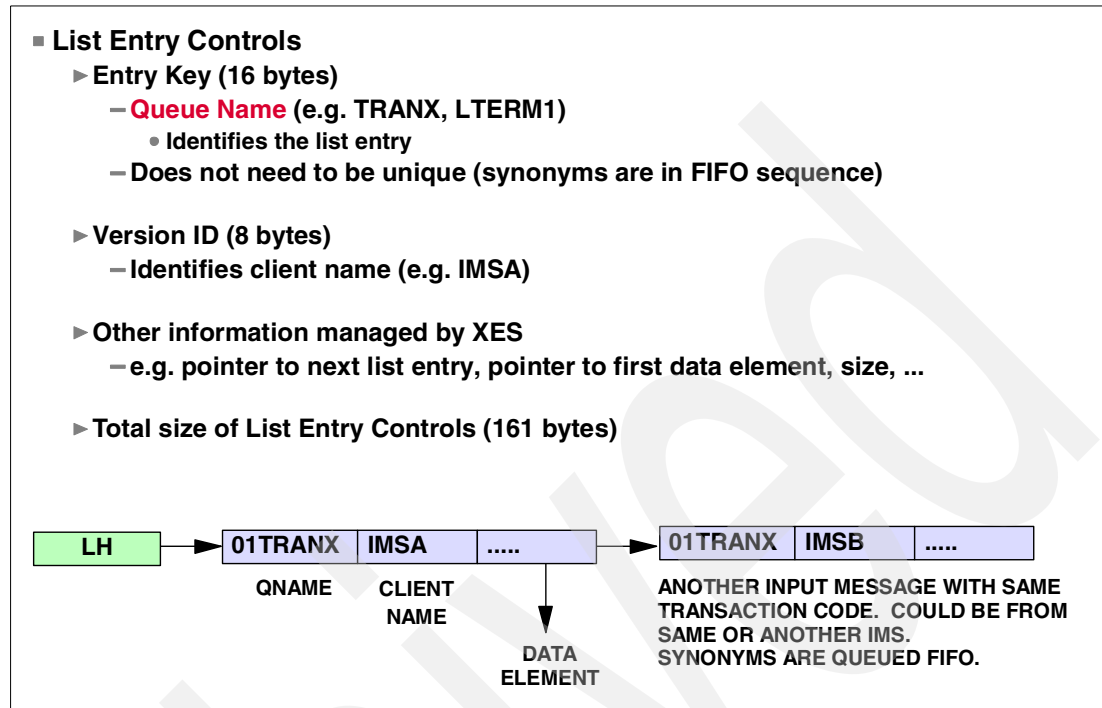 List Entry Controls
Entry Key (16 bytes)
Queue Name (e.g. TRANX, LTERM1)
Identifies the list entry
Does not need to be unique (synonyms are in FIFO sequence)
Version ID (8 bytes)
Identifies client name (e.g. IMSA)
Other information managed by XES
e.g. pointer to next list entry, pointer to first data element, size, ...
Total size of List Entry Controls (161 bytes)
LH
01TRANX IMSA .....
01TRANX IMSB .....
QNAME
CLIENT
NAME
DATA
ELEMENT
ANOTHER INPUT MESSAGE WITH SAME
TRANSACTION CODE. COULD BE FROM
SAME OR ANOTHER IMS.
SYNONYMS ARE QUEUED FIFO.